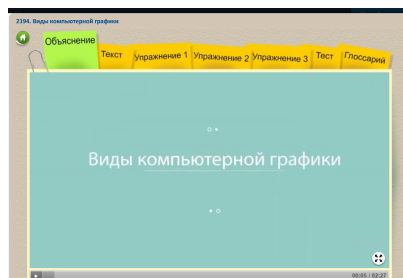 2194. Виды компьютерной графики
Объяснение
Текст
Упражнение 1
Упражнение 2
Упражнение 3
Тест
Глоссарий
Виды компьютерной графики
00:05 / 02:27